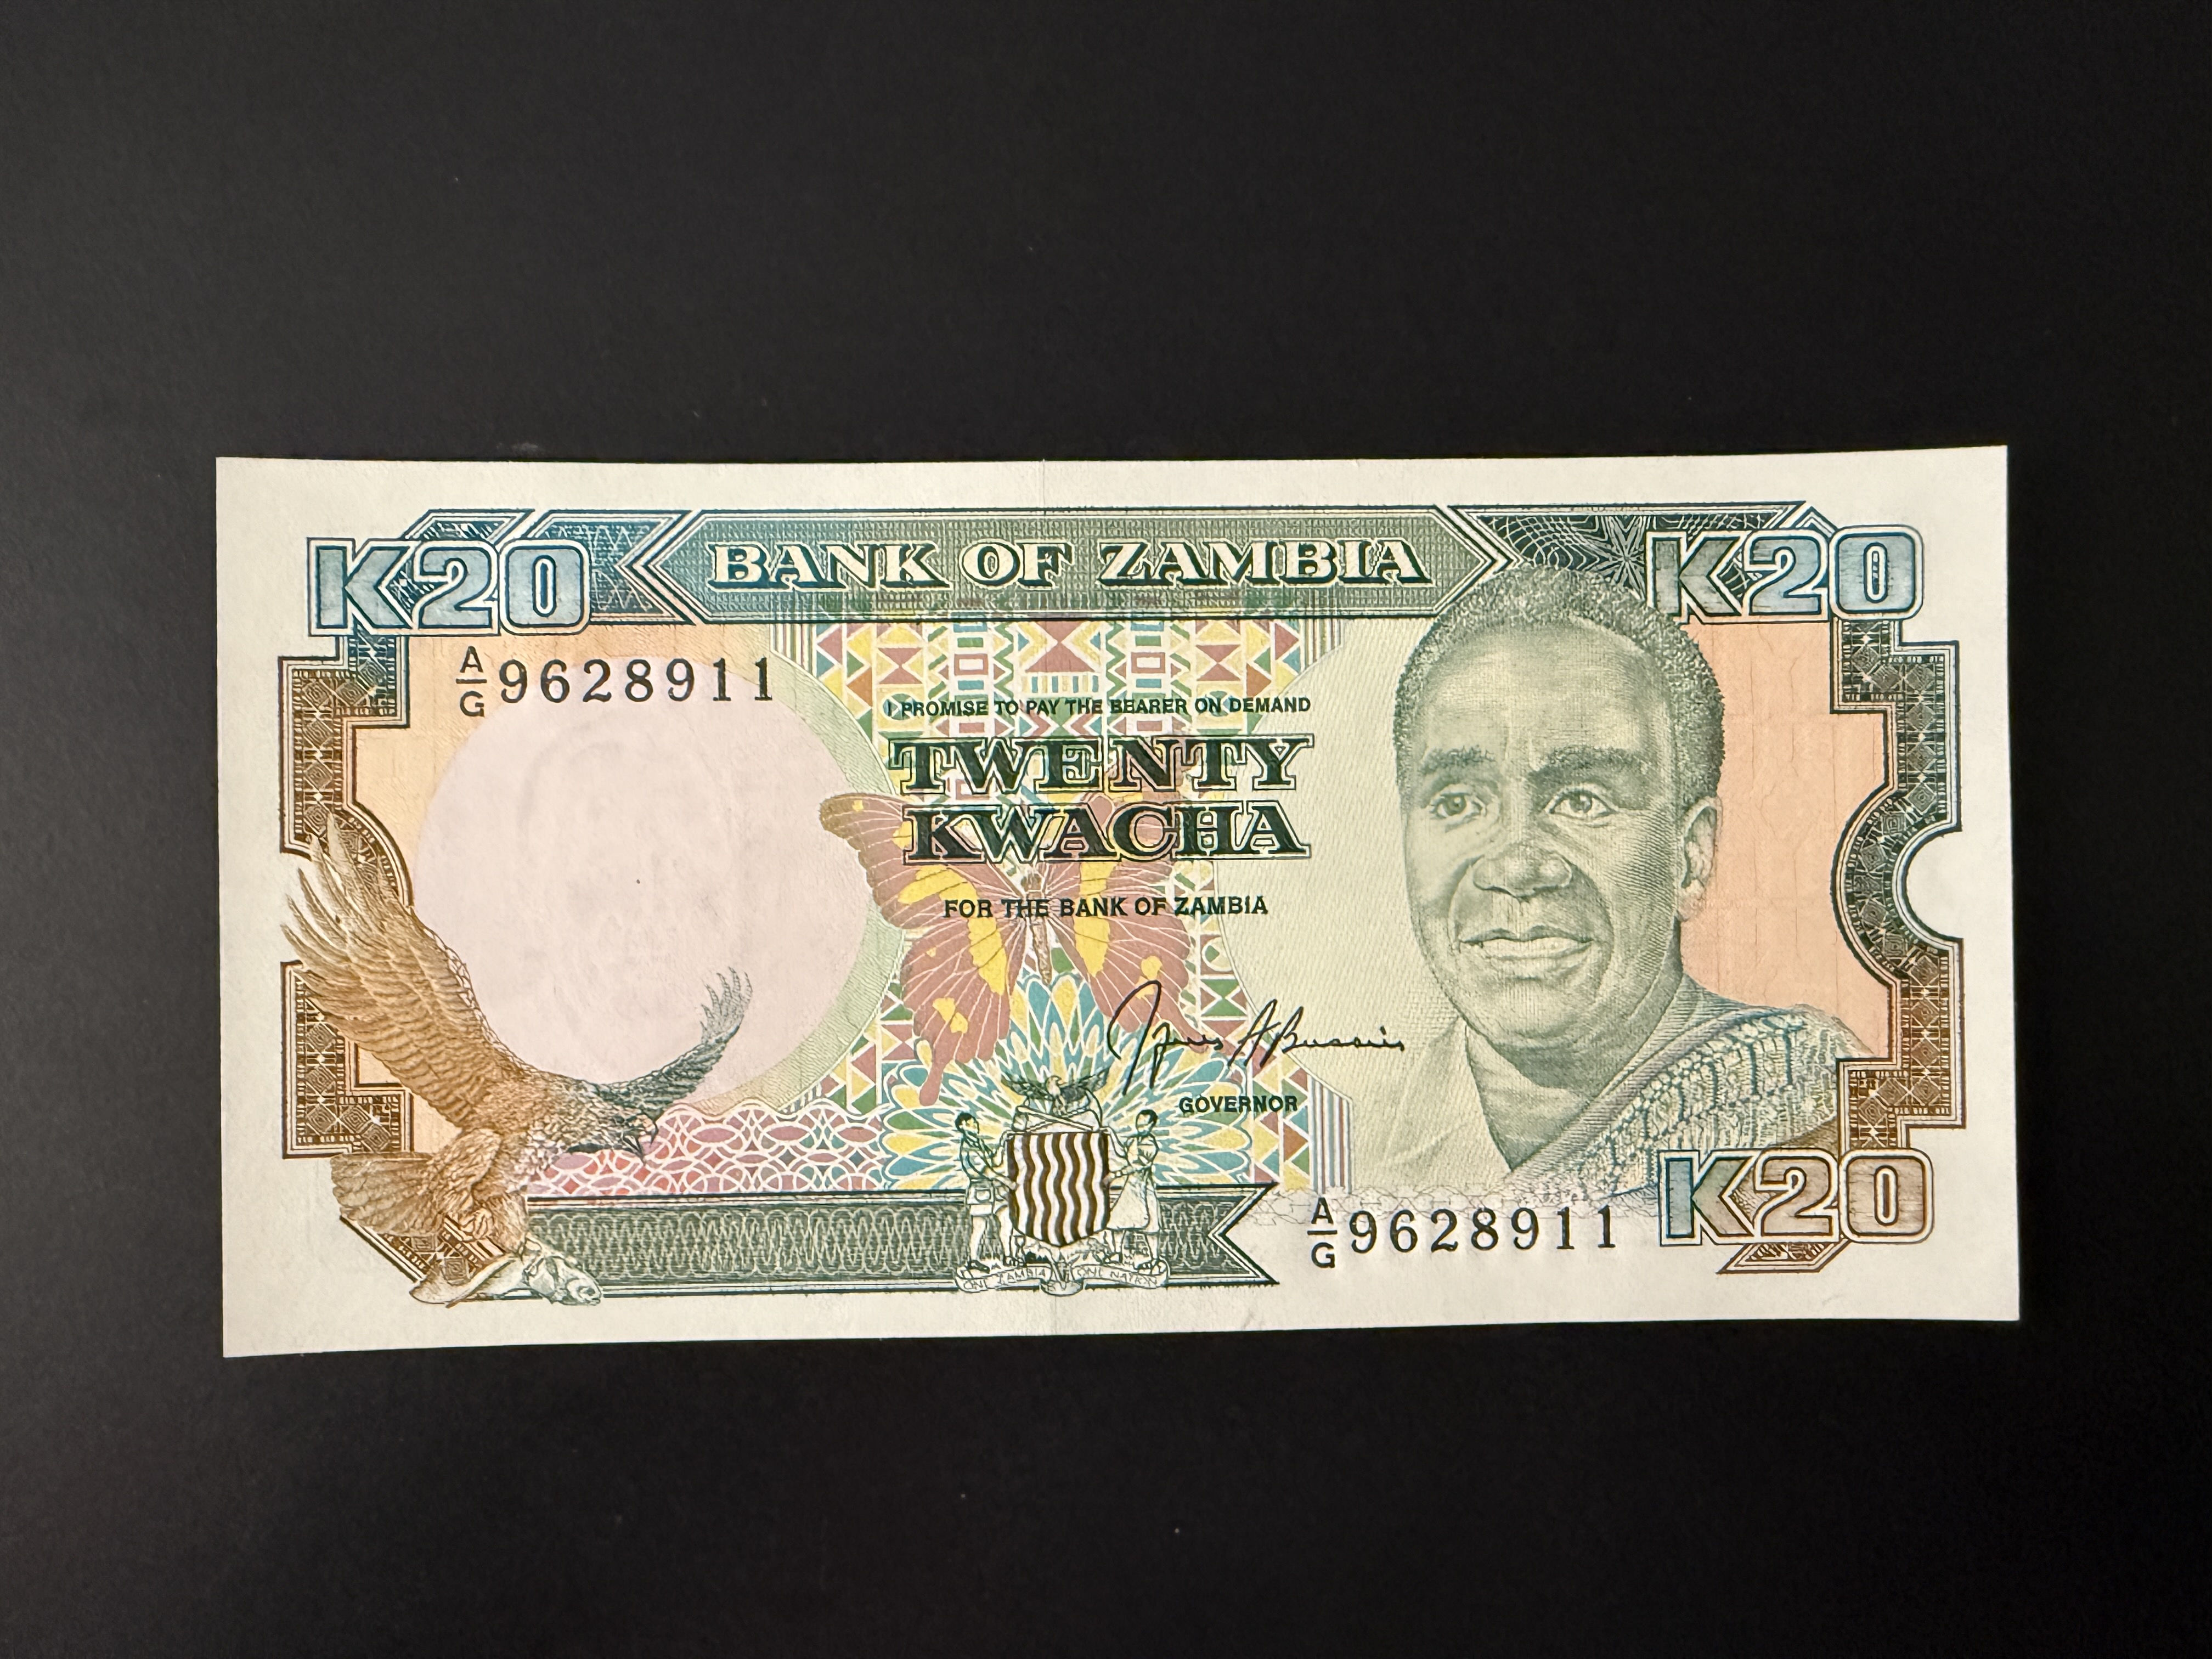 K20 BANK OF ZAMBIA K20
A/G 9628911
I PROMISE TO PAY THE BEARER ON DEMAND
TWENTY
KWACHA
FOR THE BANK OF ZAMBIA
GOVERNOR
A/G 9628911 K20
ONE ZAMBIA ONE NATION